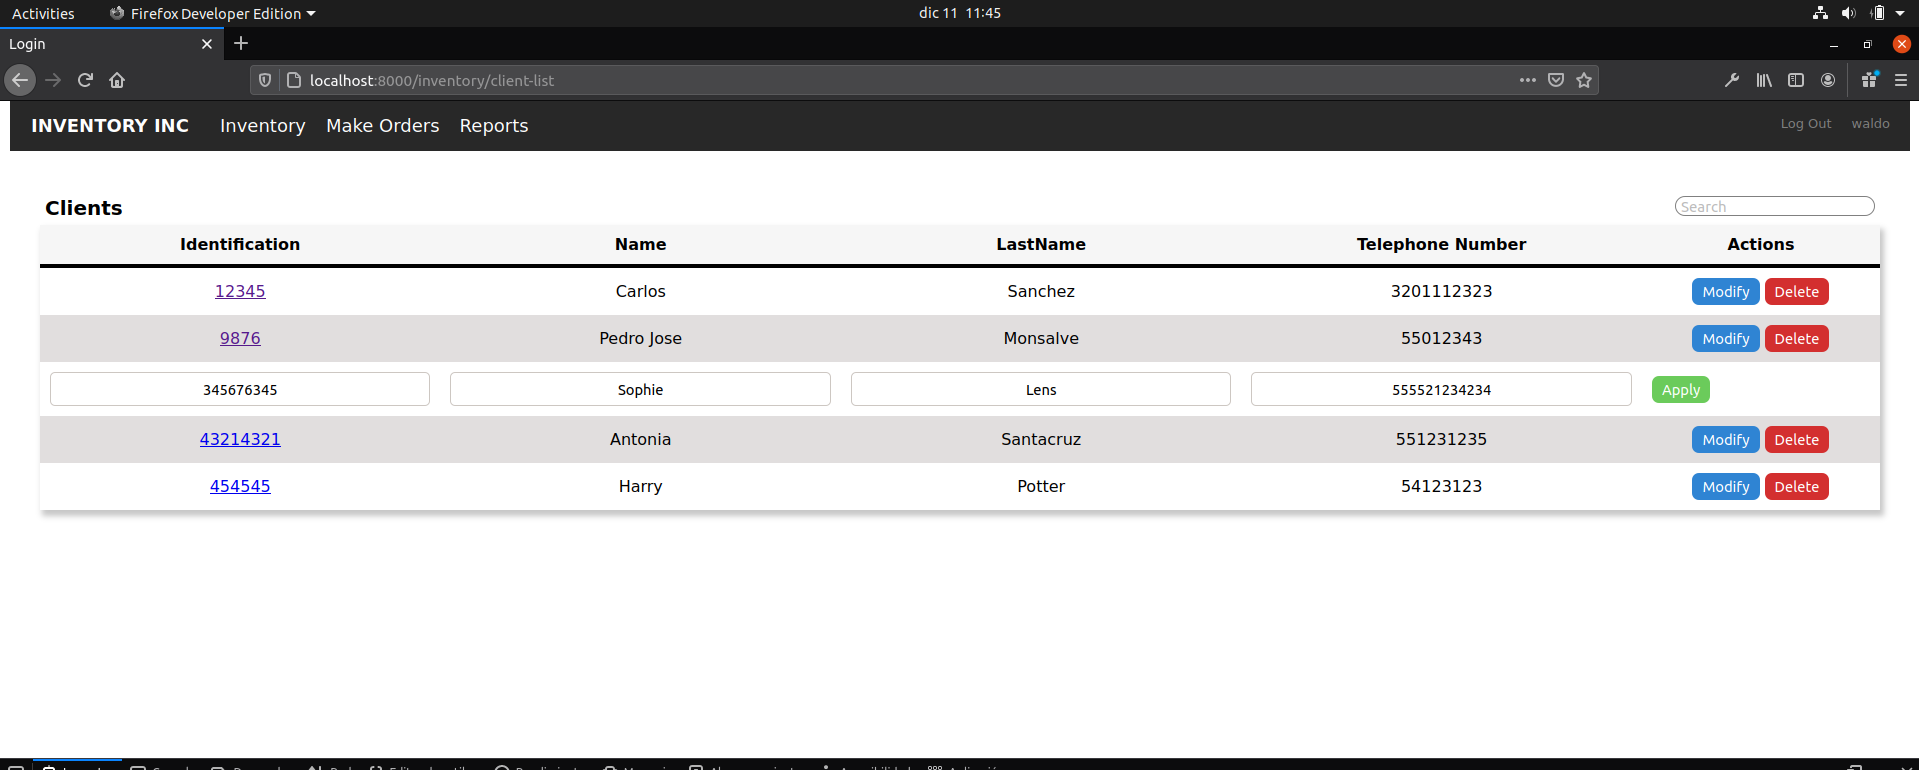 Activities Firefox Developer Edition dic 11 11:45
Login
localhost:8000/inventory/client-list
INVENTORY INC Inventory Make Orders Reports Log Out waldo
Clients Search
Identification Name LastName Telephone Number Actions
12345 Carlos Sanchez 3201112323 Modify Delete
9876 Pedro Jose Monsalve 55012343 Modify Delete
345676345 Sophie Lens 555521234234 Apply
43214321 Antonia Santacruz 551231235 Modify Delete
454545 Harry Potter 54123123 Modify Delete